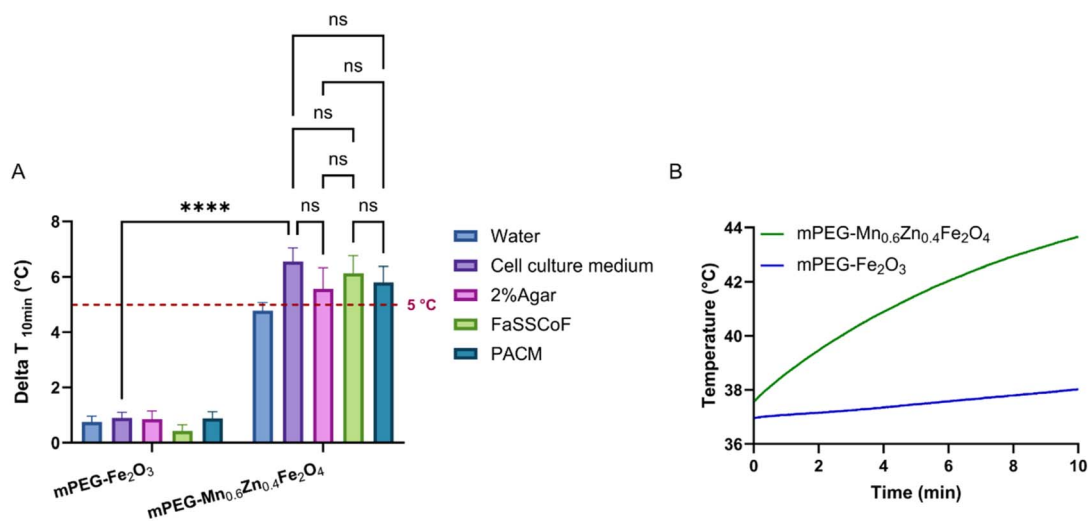 ns
ns
ns
ns
A
B
****
ns
ns
8
6
4
2
0
Delta T 10min (°C)
5 °C
mPEG-Fe₂O₃
mPEG-Mn₀.₆Zn₀.₄Fe₂O₄
Water
Cell culture medium
2%Agar
FaSSCoF
PACM
44
42
40
38
36
Temperature (°C)
mPEG-Mn₀.₆Zn₀.₄Fe₂O₄
mPEG-Fe₂O₃
0 2 4 6 8 10
Time (min)